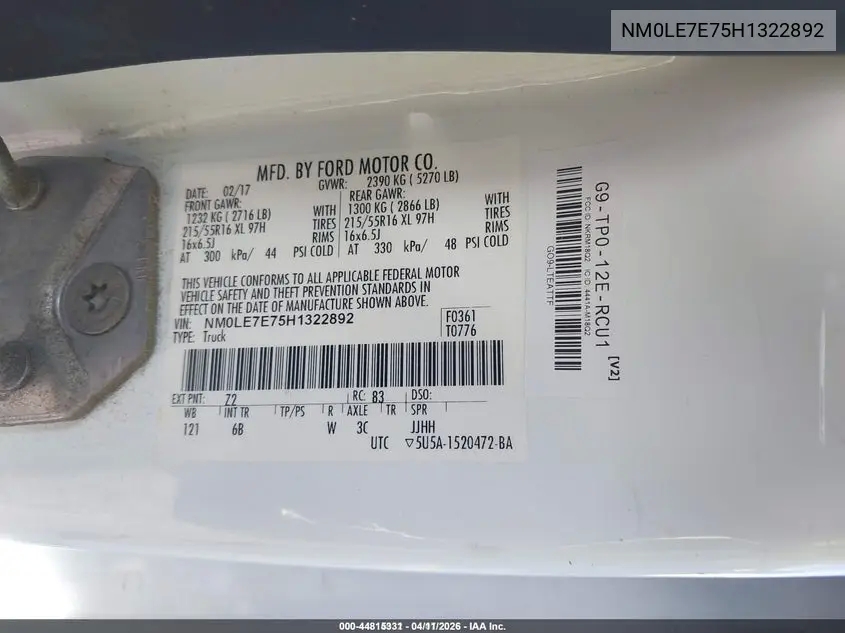 NM0LE7E75H1322892
MFD. BY FORD MOTOR CO.
DATE: 02/17
GVWR: 2390 KG ( 5270 LB)
FRONT GAWR:
REAR GAWR:
1232 KG ( 2716 LB)
WITH
1300 KG ( 2866 LB)
WITH
215/55R16 XL 97H
TIRES
215/55R16 XL 97H
TIRES
16x6.5J
RIMS
16x6.5J
RIMS
AT 300 kPa/ 44 PSI COLD
AT 330 kPa/ 48 PSI COLD
THIS VEHICLE CONFORMS TO ALL APPLICABLE FEDERAL MOTOR
VEHICLE SAFETY AND THEFT PREVENTION STANDARDS IN
EFFECT ON THE DATE OF MANUFACTURE SHOWN ABOVE.
VIN: NM0LE7E75H1322892
F0361
TYPE: Truck
T0776
EXT PNT: Z2 RC: 83 DSO:
WB INT TR TP/PS R AXLE TR SPR
121 6B W 3C JJHH
UTC ▽5U5A-1520472-BA
G9-TP0-12E-RCU1 [V2]
000-44815331 - 04/11/2026 - IAA Inc.